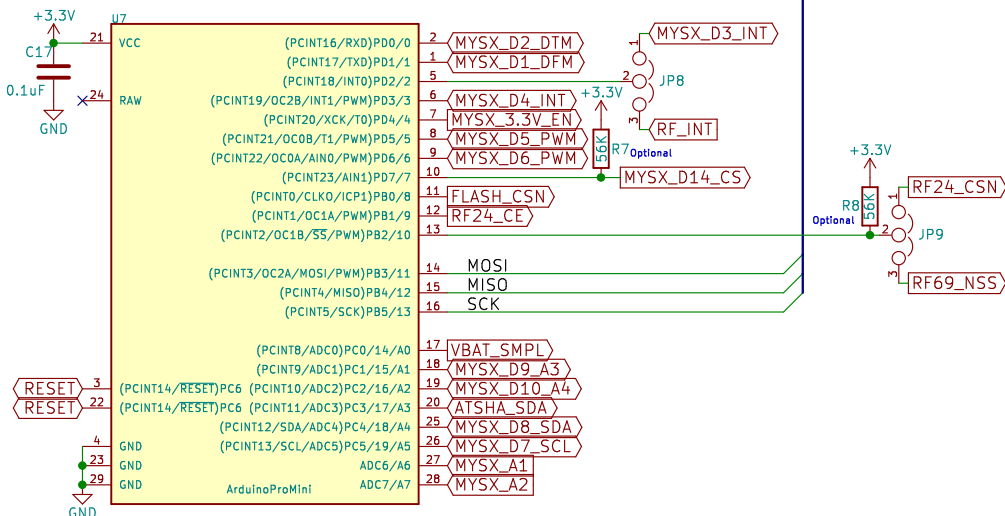 +3.3V
U7
C17
0.1uF
GND
21
VCC
24
RAW
(PCINT16/RXD)PD0/0
2
MYSX_D2_DTM
(PCINT17/TXD)PD1/1
1
MYSX_D1_DFM
(PCINT18/INT0)PD2/2
5
(PCINT19/OC2B/INT1/PWM)PD3/3
6
MYSX_D4_INT
(PCINT20/XCK/T0)PD4/4
7
MYSX_3.3V_EN
(PCINT21/OC0B/T1/PWM)PD5/5
8
MYSX_D5_PWM
(PCINT22/OC0A/AIN0/PWM)PD6/6
9
MYSX_D6_PWM
(PCINT23/AIN1)PD7/7
10
MYSX_D14_CS
(PCINT0/CLKO/ICP1)PB0/8
11
FLASH_CSN
(PCINT1/OC1A/PWM)PB1/9
12
RF24_CE
(PCINT2/OC1B/SS/PWM)PB2/10
13
MYSX_D3_INT
1
2
3
JP8
RF_INT
+3.3V
56K
R7
Optional
+3.3V
R8
56K
Optional
RF24_CSN
1
2
3
JP9
RF69_NSS
(PCINT3/OC2A/MOSI/PWM)PB3/11
14
MOSI
(PCINT4/MISO)PB4/12
15
MISO
(PCINT5/SCK)PB5/13
16
SCK
(PCINT8/ADC0)PC0/14/A0
17
VBAT_SMPL
(PCINT9/ADC1)PC1/15/A1
18
MYSX_D9_A3
RESET
3
(PCINT14/RESET)PC6
(PCINT10/ADC2)PC2/16/A2
19
MYSX_D10_A4
RESET
22
(PCINT14/RESET)PC6
(PCINT11/ADC3)PC3/17/A3
20
ATSHA_SDA
(PCINT12/SDA/ADC4)PC4/18/A4
25
MYSX_D8_SDA
4
GND
(PCINT13/SCL/ADC5)PC5/19/A5
26
MYSX_D7_SCL
23
GND
ADC6/A6
27
MYSX_A1
29
GND
ADC7/A7
28
MYSX_A2
ArduinoProMini
GND